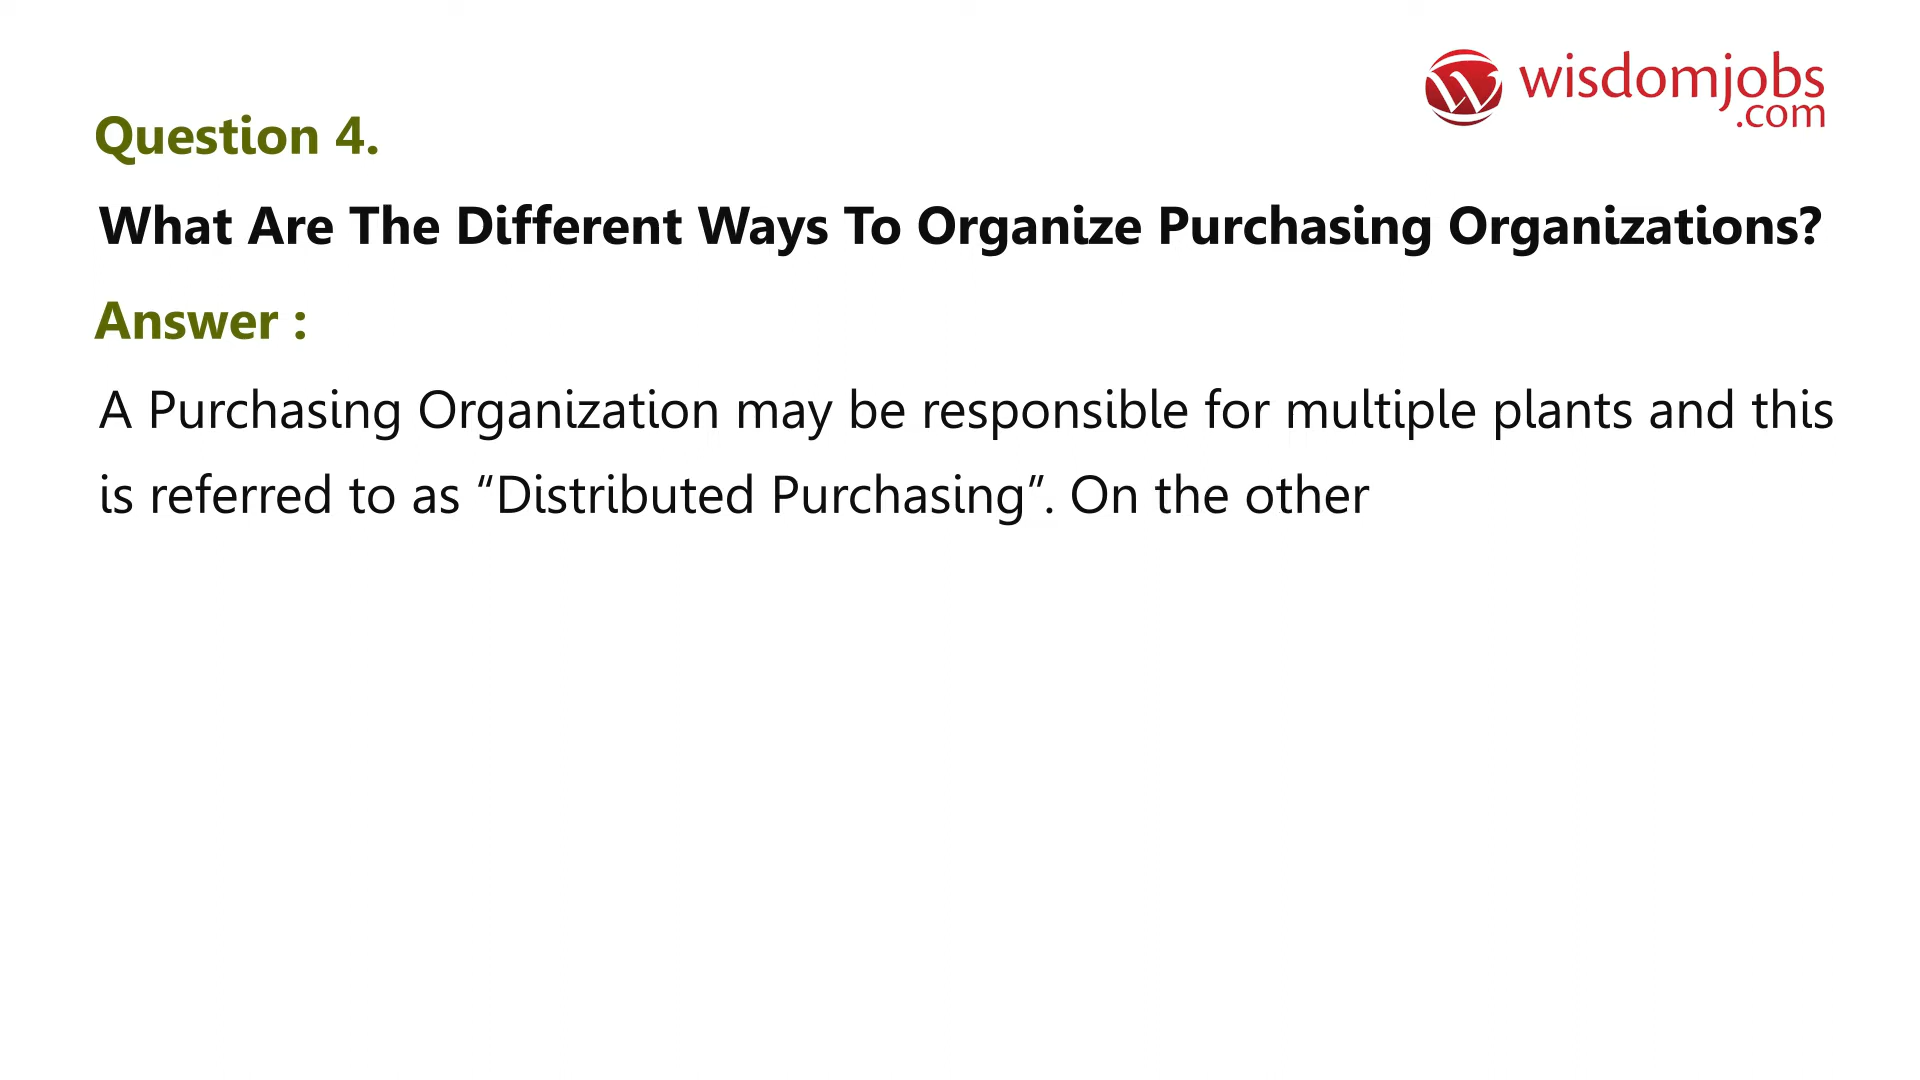 wisdomjobs
.com
Question 4.
What Are The Different Ways To Organize Purchasing Organizations?
Answer :
A Purchasing Organization may be responsible for multiple plants and this
is referred to as “Distributed Purchasing”. On the other